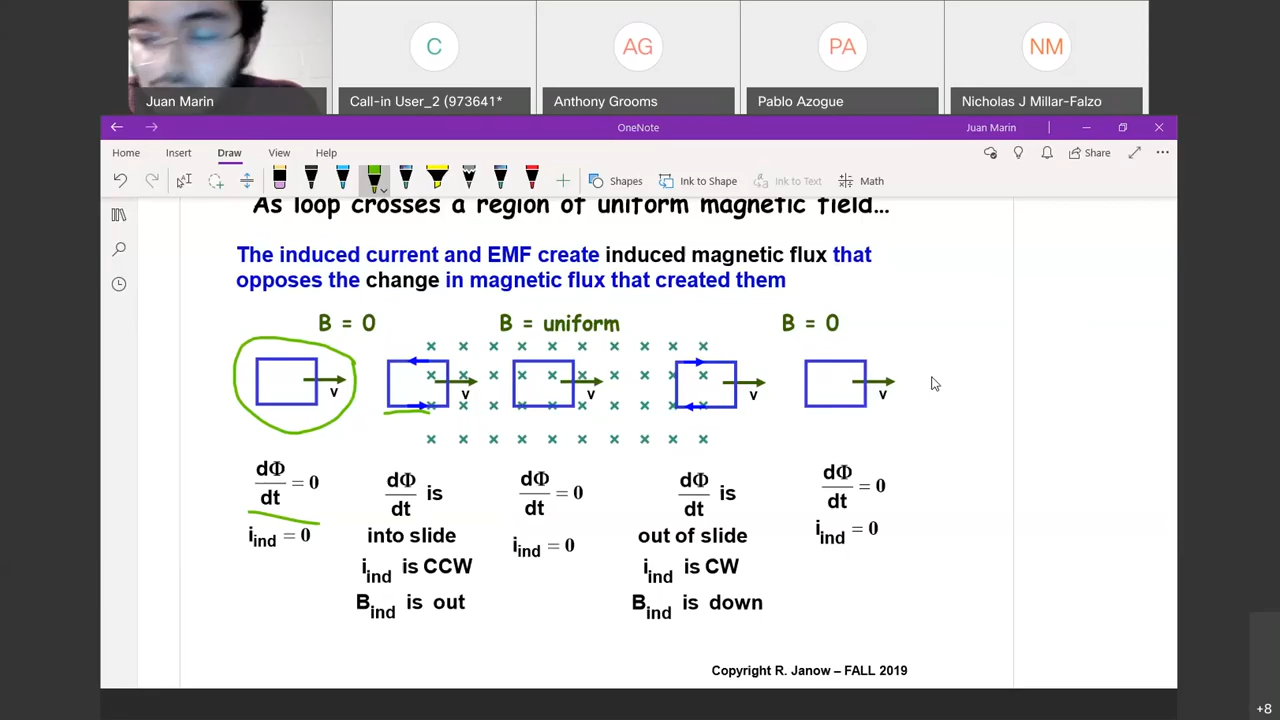 C
AG
PA
NM
Juan Marin
Call-in User_2 (973641*
Anthony Grooms
Pablo Azogue
Nicholas J Millar-Falzo
OneNote
Juan Marin
Home
Insert
Draw
View
Help
Share
Shapes
Ink to Shape
Ink to Text
Math
As loop crosses a region of uniform magnetic field...
The induced current and EMF create induced magnetic flux that
opposes the change in magnetic flux that created them
B = 0
B = uniform
B = 0
v
v
v
v
v
dΦ/dt = 0
i_ind = 0
dΦ/dt is
into slide
i_ind is CCW
B_ind is out
dΦ/dt = 0
i_ind = 0
dΦ/dt is
out of slide
i_ind is CW
B_ind is down
dΦ/dt = 0
i_ind = 0
Copyright R. Janow – FALL 2019
+8